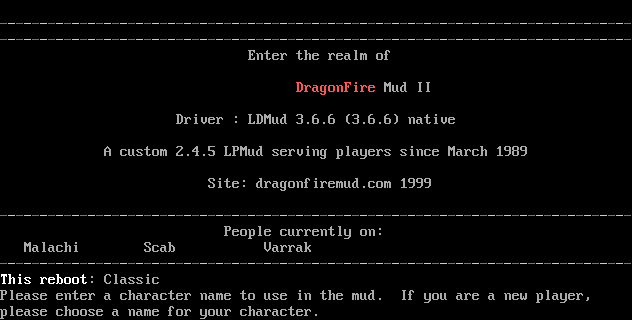 Enter the realm of
DragonFire Mud II
Driver : LDMud 3.6.6 (3.6.6) native
A custom 2.4.5 LPMud serving players since March 1989
Site: dragonfiremud.com 1999
People currently on:
Malachi Scab Varrak
This reboot: Classic
Please enter a character name to use in the mud. If you are a new player,
please choose a name for your character.